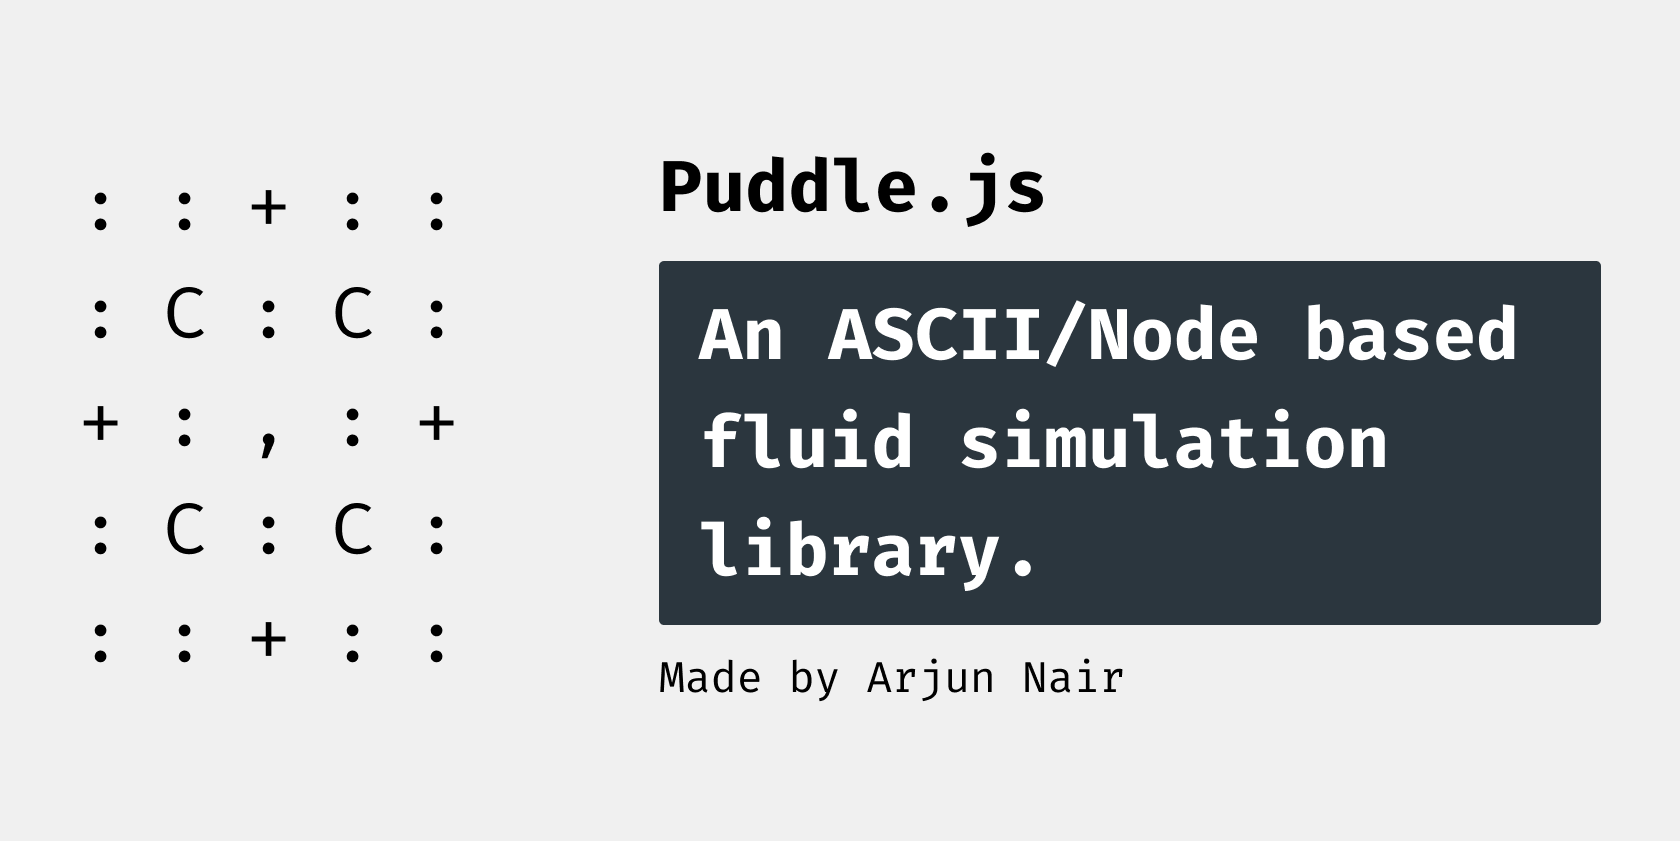 : : + : :
: C : C :
+ : , : +
: C : C :
: : + : :
Puddle.js
An ASCII/Node based
fluid simulation
library.
Made by Arjun Nair